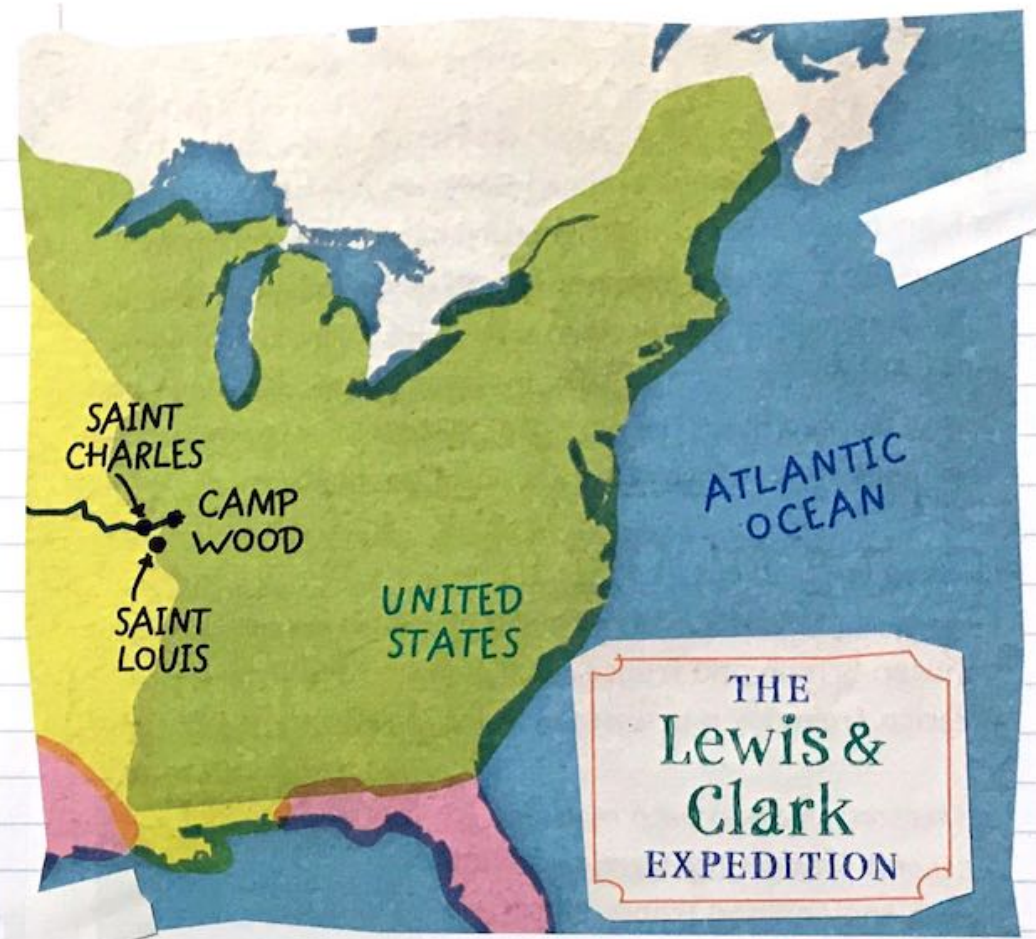 SAINT
CHARLES
CAMP
WOOD
SAINT
LOUIS
UNITED
STATES
ATLANTIC
OCEAN
THE
Lewis &
Clark
EXPEDITION